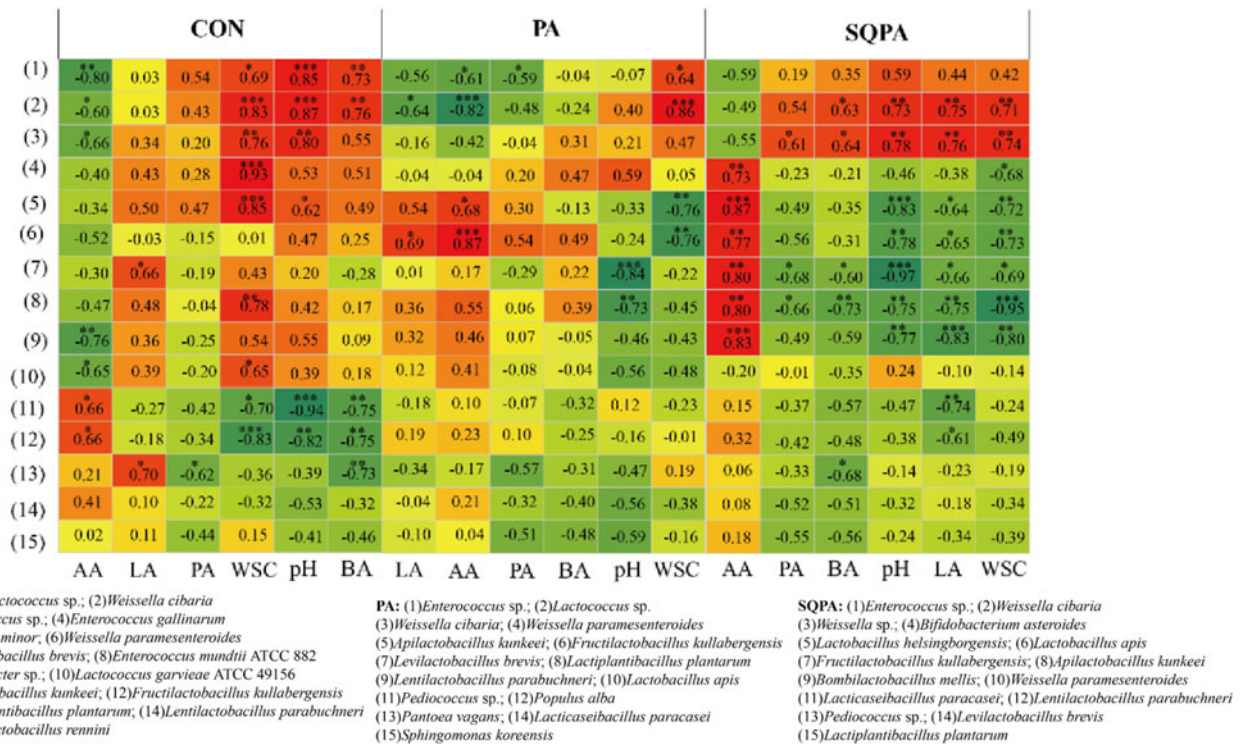 CON PA SQPA
(1) ** -0.80 0.03 0.54 * 0.69 *** 0.85 ** 0.73 -0.56 * -0.61 * -0.59 -0.04 -0.07 * 0.64 -0.59 0.19 0.35 0.59 0.44 0.42
(2) * -0.60 0.03 0.43 *** 0.83 *** 0.87 ** 0.76 * -0.64 *** -0.82 -0.48 -0.24 0.40 *** 0.86 -0.49 0.54 * 0.63 ** 0.73 ** 0.75 ** 0.71
(3) * -0.66 0.34 0.20 ** 0.76 ** 0.80 0.55 -0.16 -0.42 -0.04 0.31 0.21 0.47 -0.55 * 0.61 * 0.64 ** 0.78 ** 0.76 ** 0.74
(4) -0.40 0.43 0.28 *** 0.93 0.53 0.51 -0.04 -0.04 0.20 0.47 0.59 0.05 ** 0.73 -0.23 -0.21 -0.46 -0.38 * -0.68
(5) -0.34 0.50 0.47 *** 0.85 * 0.62 0.49 0.54 * 0.68 0.30 -0.13 -0.33 ** -0.76 *** 0.87 -0.49 -0.35 *** -0.83 * -0.64 ** -0.72
(6) -0.52 -0.03 -0.15 0.01 0.47 0.25 * 0.69 *** 0.87 0.54 0.49 -0.24 ** -0.76 ** 0.77 -0.56 -0.31 ** -0.78 * -0.65 ** -0.73
(7) -0.30 * 0.66 -0.19 0.43 0.20 -0.28 0.01 0.17 -0.29 0.22 *** -0.84 -0.22 ** 0.80 * -0.68 * -0.60 *** -0.97 * -0.66 * -0.69
(8) -0.47 0.48 -0.04 ** 0.78 0.42 0.17 0.36 0.55 0.06 0.39 ** -0.73 -0.45 ** 0.80 * -0.66 ** -0.73 ** -0.75 ** -0.75 *** -0.95
(9) ** -0.76 0.36 -0.25 0.54 0.55 0.09 0.32 0.46 0.07 -0.05 -0.46 -0.43 *** 0.83 -0.49 -0.59 ** -0.77 *** -0.83 ** -0.80
(10) * -0.65 0.39 -0.20 * 0.65 0.39 0.18 0.12 0.41 -0.08 -0.04 -0.56 -0.48 -0.20 -0.01 -0.35 0.24 -0.10 -0.14
(11) * 0.66 -0.27 -0.42 * -0.70 *** -0.94 ** -0.75 -0.18 0.10 -0.07 -0.32 0.12 -0.23 0.15 -0.37 -0.57 -0.47 ** -0.74 -0.24
(12) * 0.66 -0.18 -0.34 *** -0.83 ** -0.82 ** -0.75 0.19 0.23 0.10 -0.25 -0.16 -0.01 0.32 -0.42 -0.48 -0.38 * -0.61 -0.49
(13) 0.21 * 0.70 * -0.62 -0.36 -0.39 ** -0.73 -0.34 -0.17 -0.57 -0.31 -0.47 0.19 0.06 -0.33 * -0.68 -0.14 -0.23 -0.19
(14) 0.41 0.10 -0.22 -0.32 -0.53 -0.32 -0.04 0.21 -0.32 -0.40 -0.56 -0.38 0.08 -0.52 -0.51 -0.32 -0.18 -0.34
(15) 0.02 0.11 -0.44 0.15 -0.41 -0.46 -0.10 0.04 -0.51 -0.48 -0.59 -0.16 0.18 -0.55 -0.56 -0.24 -0.34 -0.39
AA LA PA WSC pH BA LA AA PA BA pH WSC AA PA BA pH LA WSC
ctococcus sp.; (2)Weissella cibaria
ccus sp.; (4)Enterococcus gallinarum
minor; (6)Weissella paramesenteroides
bacillus brevis; (8)Enterococcus mundtii ATCC 882
cter sp.; (10)Lactococcus garvieae ATCC 49156
bacillus kunkeei; (12)Fructilactobacillus kullabergensis
ntibacillus plantarum; (14)Lentilactobacillus parabuchneri
ctobacillus rennini
PA: (1)Enterococcus sp.; (2)Lactococcus sp.
(3)Weissella cibaria; (4)Weissella paramesenteroides
(5)Apilactobacillus kunkeei; (6)Fructilactobacillus kullabergensis
(7)Levilactobacillus brevis; (8)Lactiplantibacillus plantarum
(9)Lentilactobacillus parabuchneri; (10)Lactobacillus apis
(11)Pediococcus sp.; (12)Populus alba
(13)Pantoea vagans; (14)Lacticaseibacillus paracasei
(15)Sphingomonas koreensis
SQPA: (1)Enterococcus sp.; (2)Weissella cibaria
(3)Weissella sp.; (4)Bifidobacterium asteroides
(5)Lactobacillus helsingborgensis; (6)Lactobacillus apis
(7)Fructilactobacillus kullabergensis; (8)Apilactobacillus kunkeei
(9)Bombilactobacillus mellis; (10)Weissella paramesenteroides
(11)Lacticaseibacillus paracasei; (12)Lentilactobacillus parabuchneri
(13)Pediococcus sp.; (14)Levilactobacillus brevis
(15)Lactiplantibacillus plantarum